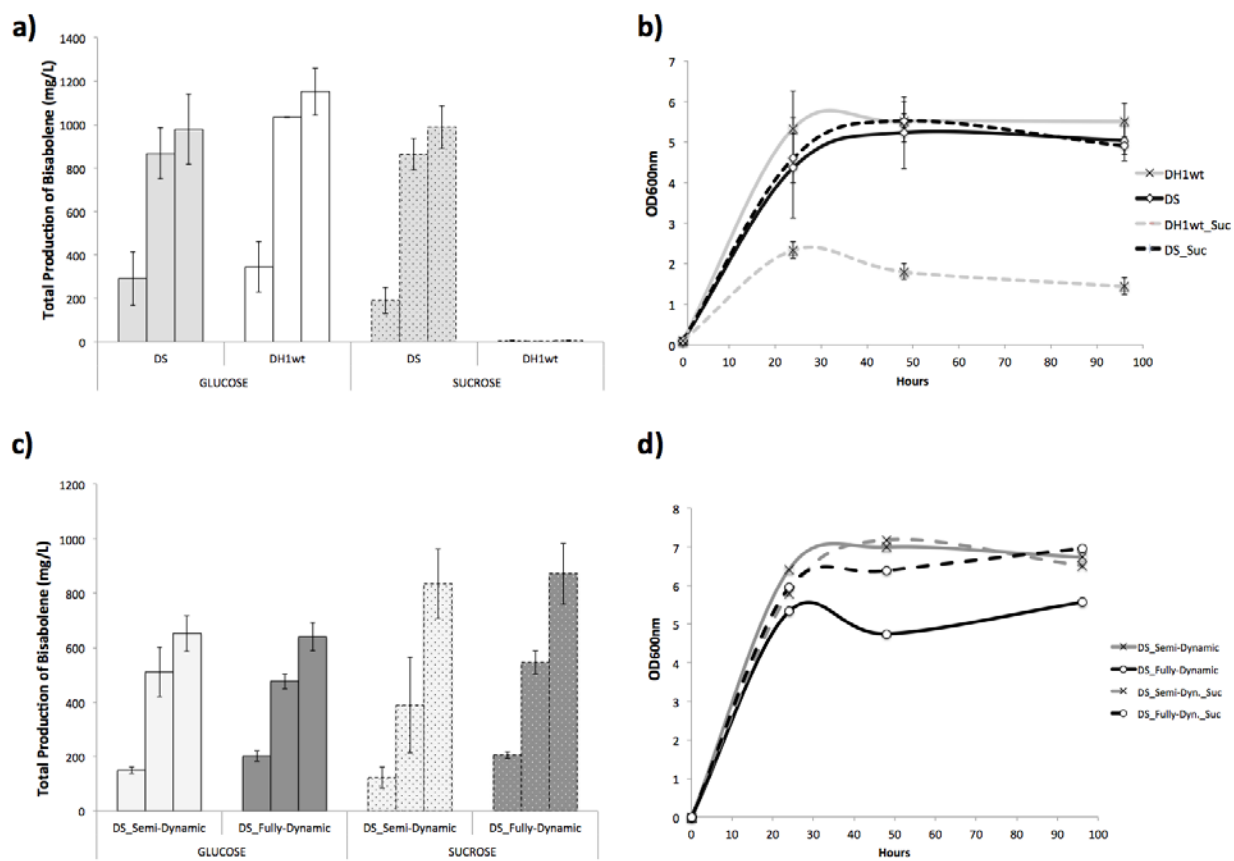 a)
Total Production of Bisabolene (mg/L)
1400
1200
1000
800
600
400
200
0
DS
DH1wt
DS
DH1wt
GLUCOSE
SUCROSE
b)
OD600nm
7
6
5
4
3
2
1
0
0 10 20 30 40 50 60 70 80 90 100
Hours
DH1wt
DS
DH1wt_Suc
DS_Suc
c)
Total Production of Bisabolene (mg/L)
1200
1000
800
600
400
200
0
DS_Semi-Dynamic
DS_Fully-Dynamic
DS_Semi-Dynamic
DS_Fully-Dynamic
GLUCOSE
SUCROSE
d)
OD600nm
8
7
6
5
4
3
2
1
0
0 10 20 30 40 50 60 70 80 90 100
Hours
DS_Semi-Dynamic
DS_Fully-Dynamic
DS_Semi-Dyn._Suc
DS_Fully-Dyn._Suc